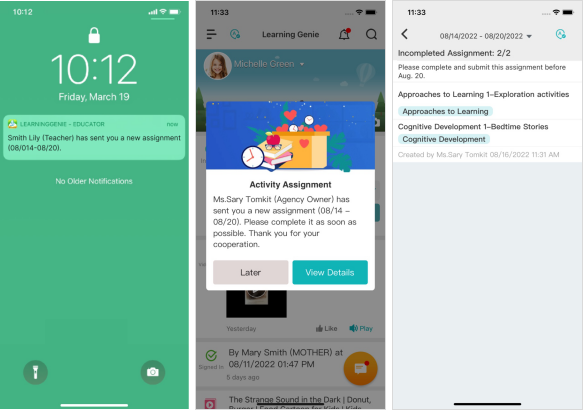 10:12
10:12
Friday, March 19
LEARNINGGENIE - EDUCATOR
now
Smith Lily (Teacher) has sent you a new assignment
(08/014-08/20).
No Older Notifications
11:33
Learning Genie
Michelle Green
Activity Assignment
Ms.Sary Tomkit (Agency Owner) has
sent you a new assignment (08/14 –
08/20). Please complete it as soon as
possible. Thank you for your
cooperation.
Later
View Details
Yesterday
Like
Play
Signed in
By Mary Smith (MOTHER) at
08/11/2022 01:47 PM
5 days ago
The Strange Sound in the Dark | Donut,
Burger | Food Cartoon for Kids | Kids
11:33
08/14/2022 - 08/20/2022
Incompleted Assignment: 2/2
Please complete and submit this assignment before
Aug. 20.
Approaches to Learning 1–Exploration activities
Approaches to Learning
Cognitive Development 1–Bedtime Stories
Cognitive Development
Created by Ms.Sary Tomkit 08/16/2022 11:31 AM